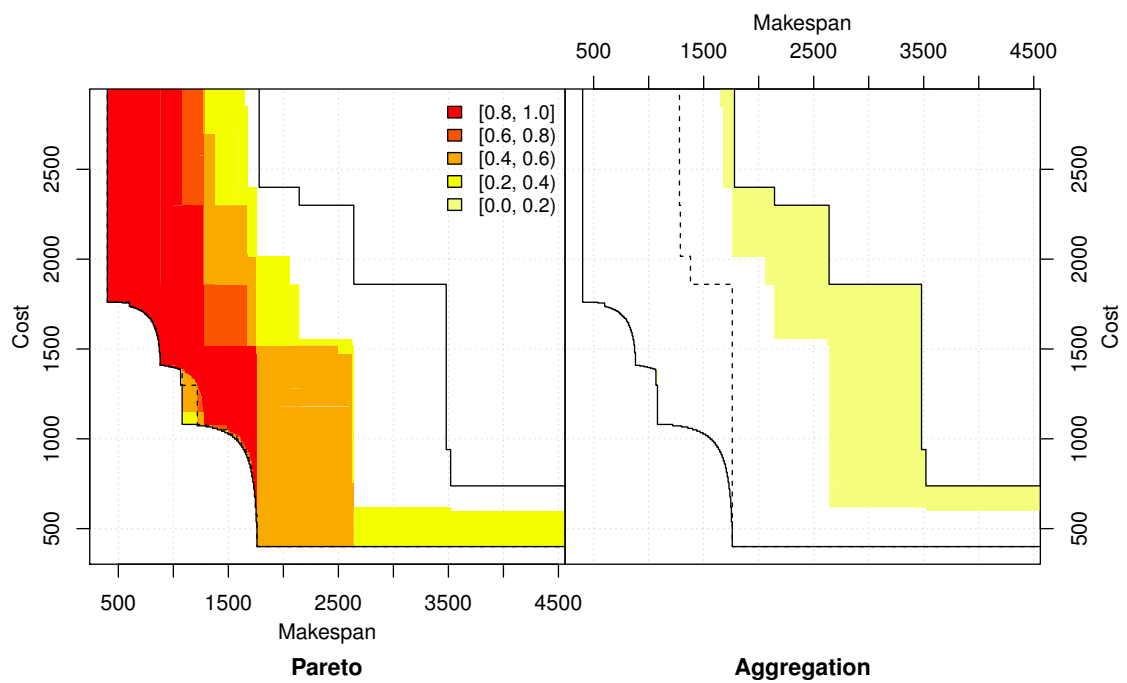 Makespan
500 1500 2500 3500 4500
[0.8, 1.0]
[0.6, 0.8)
[0.4, 0.6)
[0.2, 0.4)
[0.0, 0.2)
Cost
500 1000 1500 2000 2500
500 1000 1500 2000 2500
Cost
500 1500 2500 3500 4500
Makespan
Pareto
Aggregation